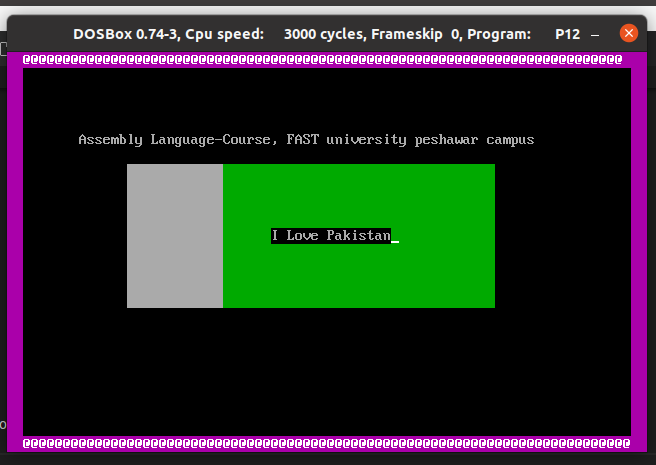 DOSBox 0.74-3, Cpu speed: 3000 cycles, Frameskip 0, Program: P12
Assembly Language-Course, FAST university peshawar campus
I Love Pakistan